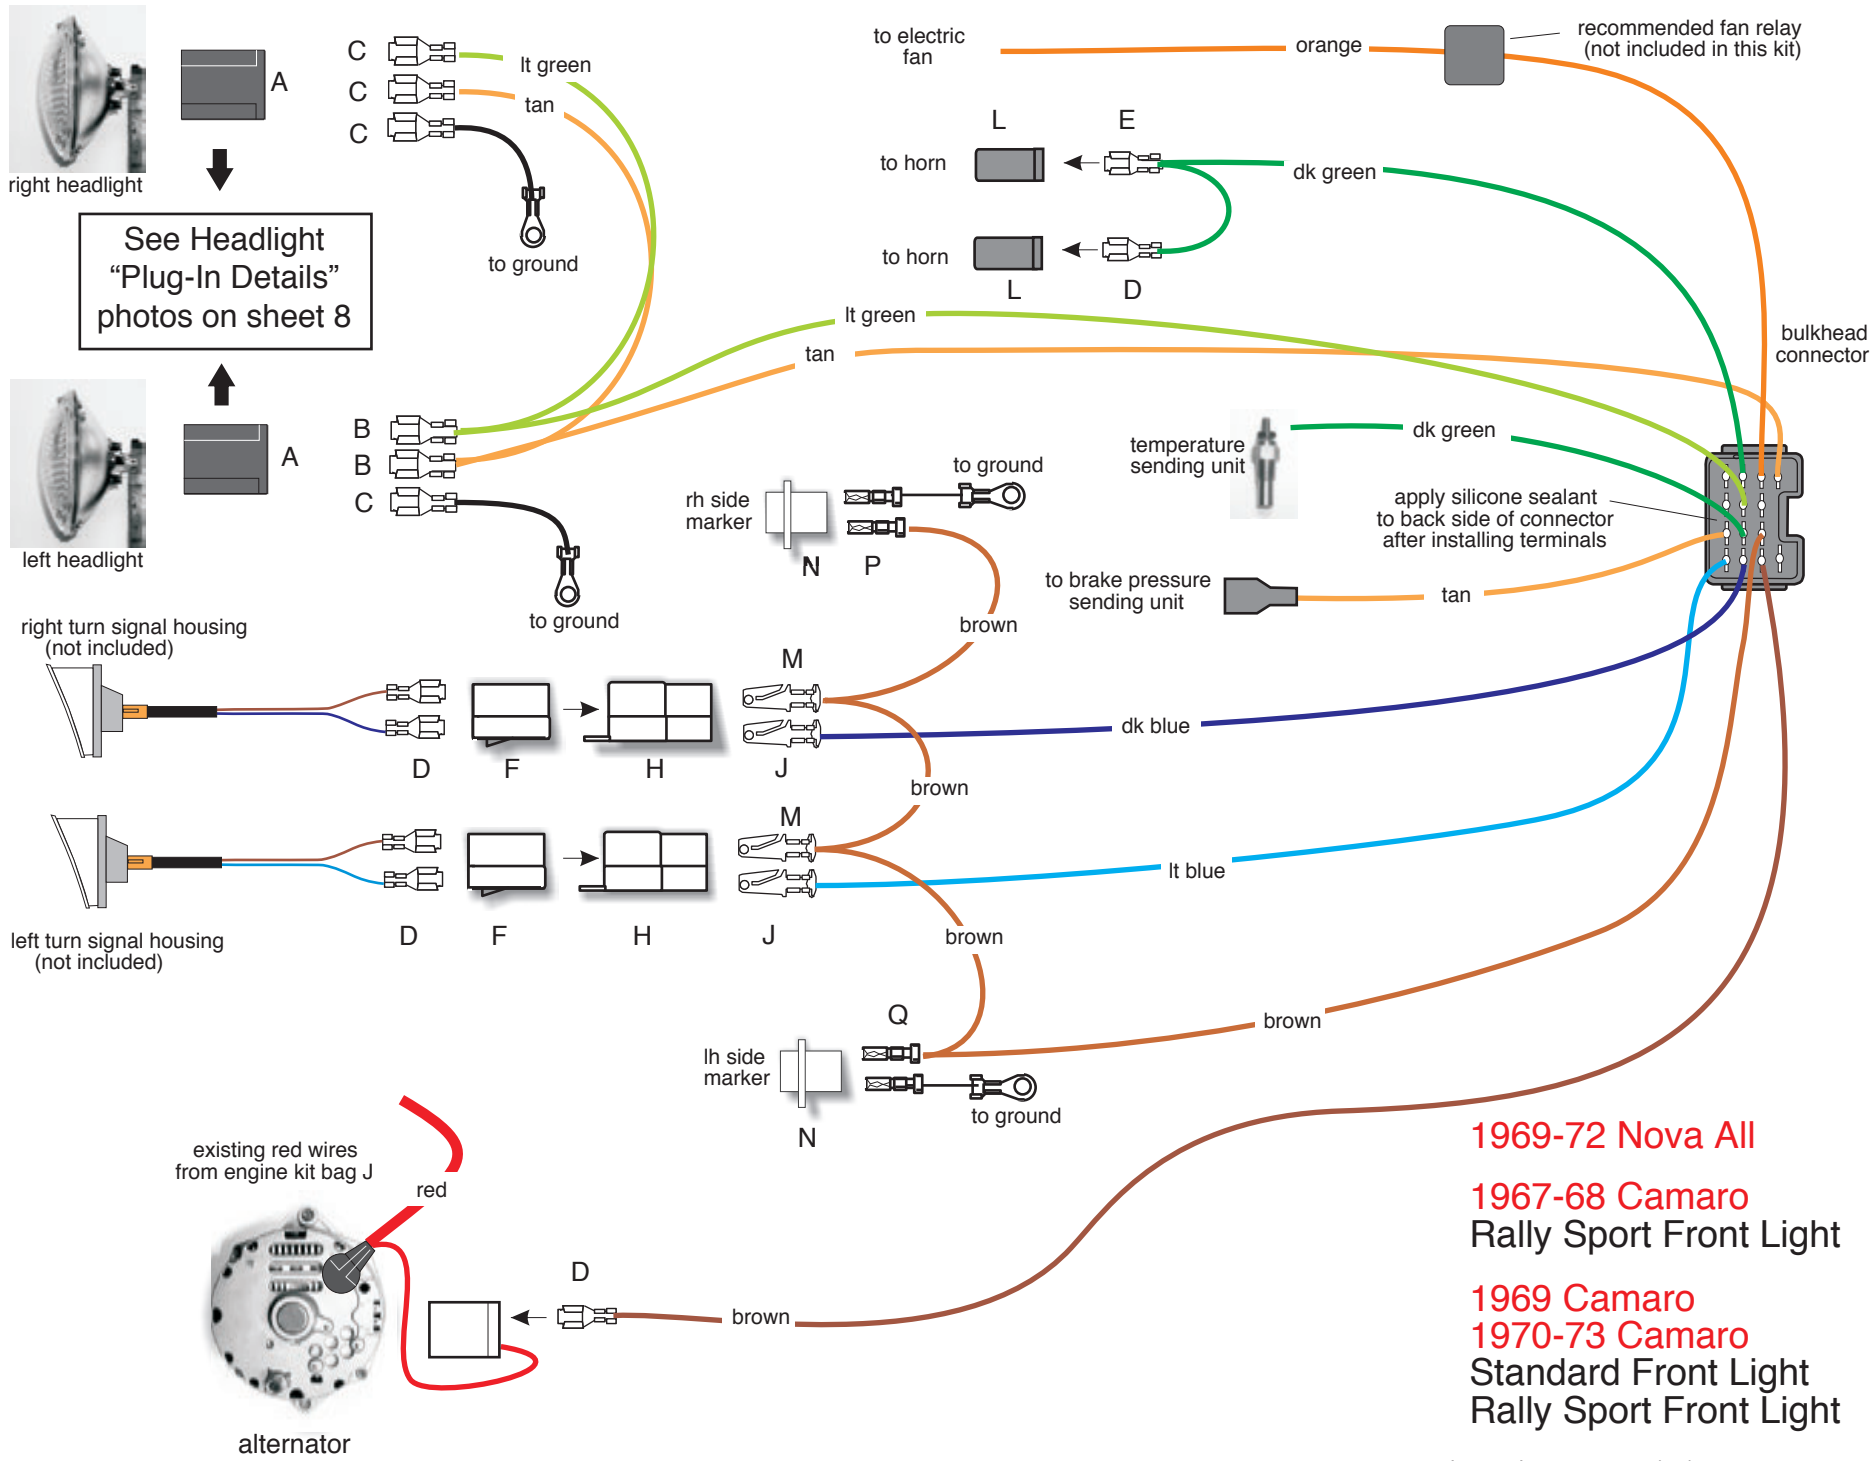 to electric
fan
orange
recommended fan relay
(not included in this kit)
C
lt green
A
C
tan
C
right headlight
to ground
See Headlight
“Plug-In Details”
photos on sheet 8
L
E
to horn
dk green
to horn
L
D
lt green
tan
bulkhead
connector
B
A
B
C
left headlight
to ground
temperature
sending unit
dk green
apply silicone sealant
to back side of connector
after installing terminals
to brake pressure
sending unit
tan
rh side
marker
to ground
N
P
brown
right turn signal housing
(not included)
M
dk blue
D
F
H
J
brown
M
lt blue
left turn signal housing
(not included)
D
F
H
J
brown
Q
brown
lh side
marker
to ground
N
existing red wires
from engine kit bag J
red
D
brown
alternator
1969-72 Nova All
1967-68 Camaro
Rally Sport Front Light
1969 Camaro
1970-73 Camaro
Standard Front Light
Rally Sport Front Light